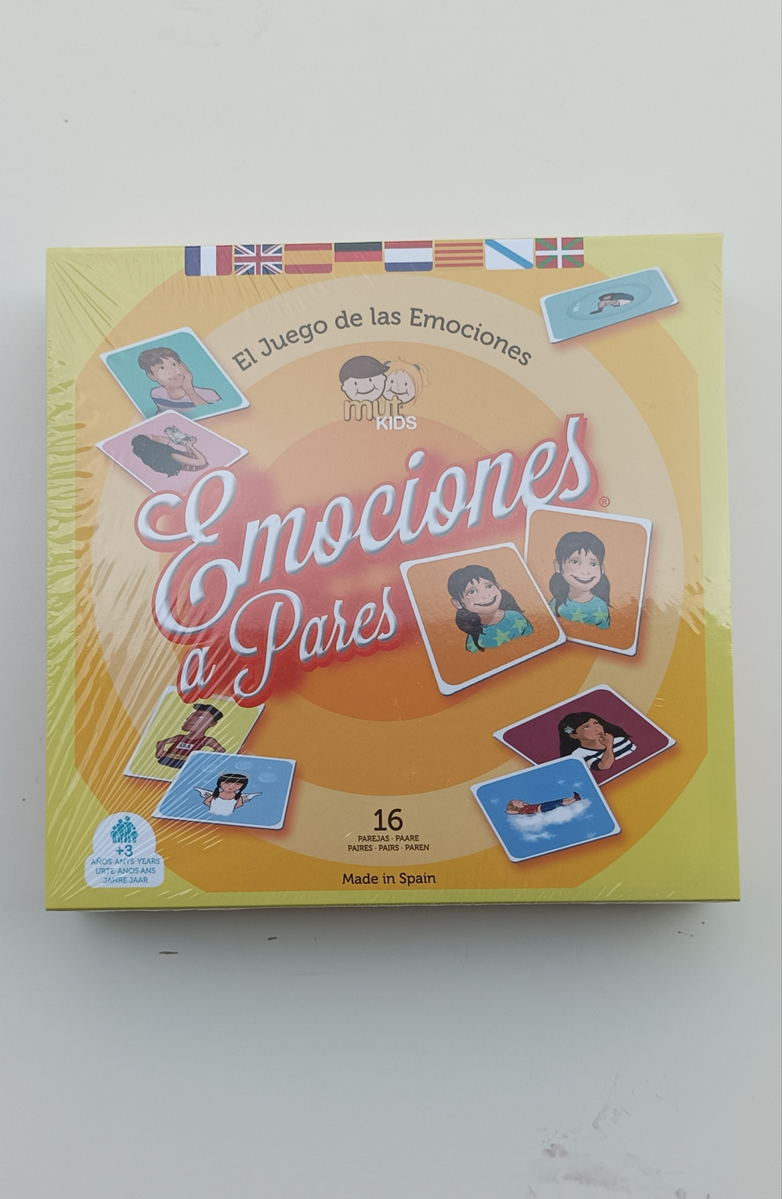 El Juego de las Emociones
mut
KIDS
Emociones®
a Pares
16
PAREJAS · PAARE
PAIRES · PAIRS · PAREN
Made in Spain
+3
AÑOS·ANYS·YEARS
URTE·ANOS·ANS
JAHRE·JAAR